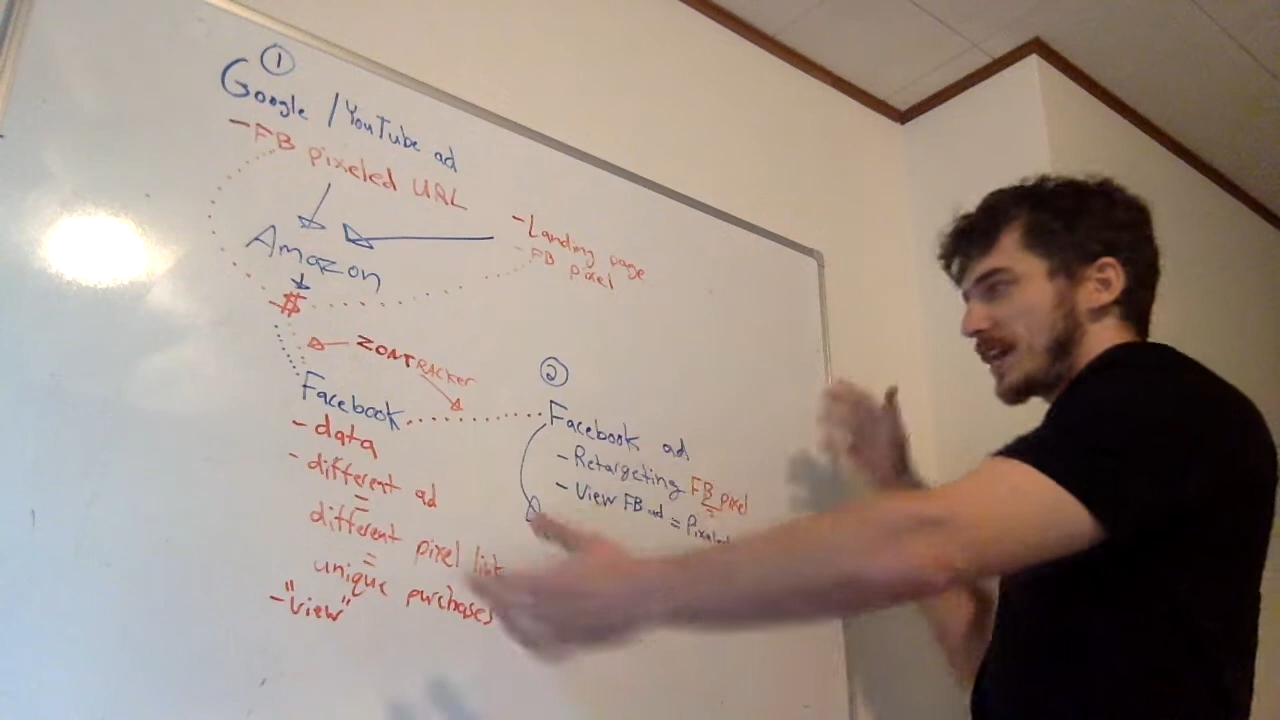 1
Google / YouTube ad
- FB pixeled URL
Amazon
$
- Landing page
- FB pixel
ZONTRACKER
Facebook
- data
- different ad
=
different pixel link
=
unique purchases
- "view"
2
Facebook ad
- Retargeting FB pixel
- View FB ad = Pixeled